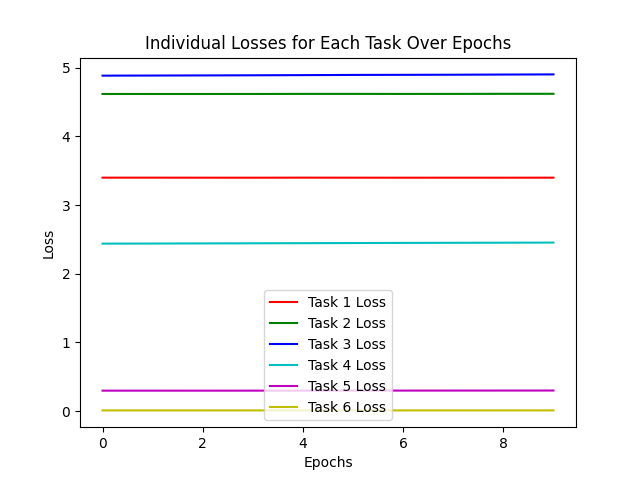 Individual Losses for Each Task Over Epochs
5
4
3
2
1
0
Loss
Task 1 Loss
Task 2 Loss
Task 3 Loss
Task 4 Loss
Task 5 Loss
Task 6 Loss
0 2 4 6 8
Epochs